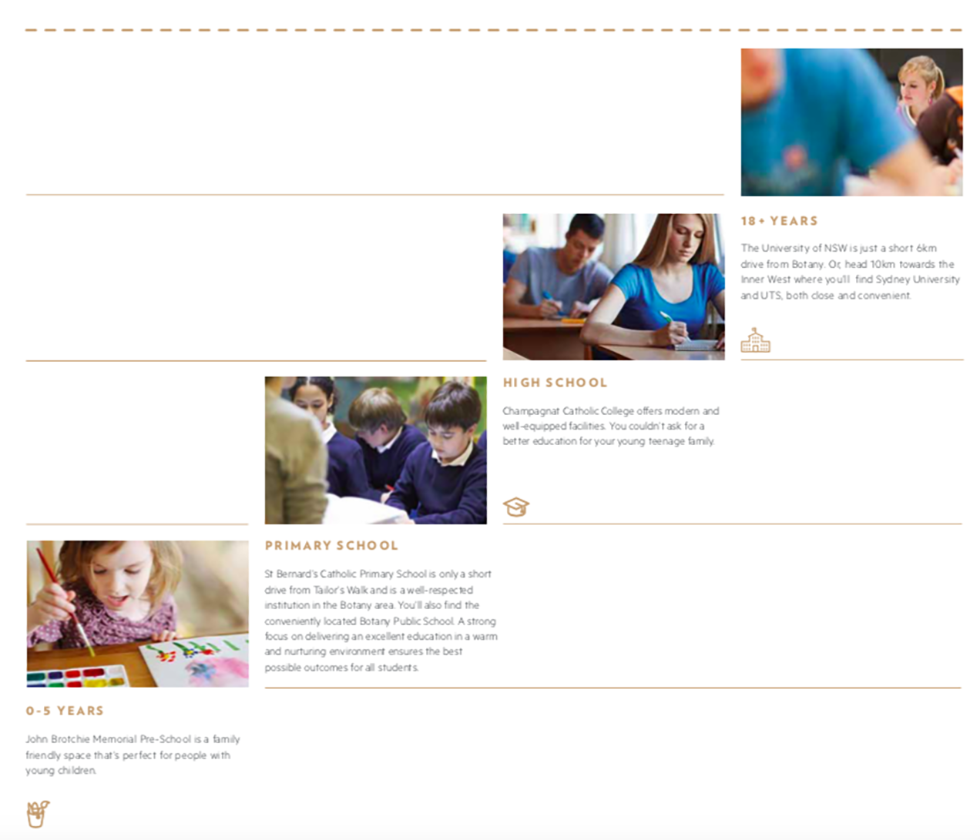 18+ YEARS
The University of NSW is just a short 6km
drive from Botany. Or, head 10km towards the
Inner West where you'll find Sydney University
and UTS, both close and convenient.
HIGH SCHOOL
Champagnat Catholic College offers modern and
well-equipped facilities. You couldn't ask for a
better education for your young teenage family.
PRIMARY SCHOOL
St Bernard's Catholic Primary School is only a short
drive from Tailor's Walk and is a well-respected
institution in the Botany area. You'll also find the
conveniently located Botany Public School. A strong
focus on delivering an excellent education in a warm
and nurturing environment ensures the best
possible outcomes for all students.
0-5 YEARS
John Brotchie Memorial Pre-School is a family
friendly space that's perfect for people with
young children.